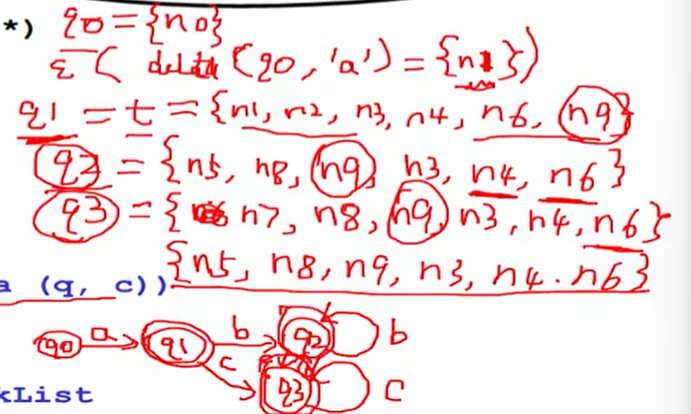 *) q0 = {n0}
ε ( delta (q0, 'a') = {n1})
q1 = t = {n1, n2, n3, n4, n6, n9}
q2 = {n5, n8, n9, n3, n4, n6}
q3 = { n7, n8, n9, n3, n4, n6}
a (q, c)) {n5, n8, n9, n3, n4. n6}
q0 a q1 b q2 b
c q3 c
kList